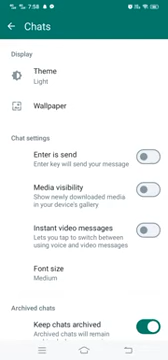 7:58
Chats
Display
Theme
Light
Wallpaper
Chat settings
Enter is send
Enter key will send your message
Media visibility
Show newly downloaded media
in your device's gallery
Instant video messages
Lets you tap to switch between
using voice and video messages
Font size
Medium
Archived chats
Keep chats archived
Archived chats will remain